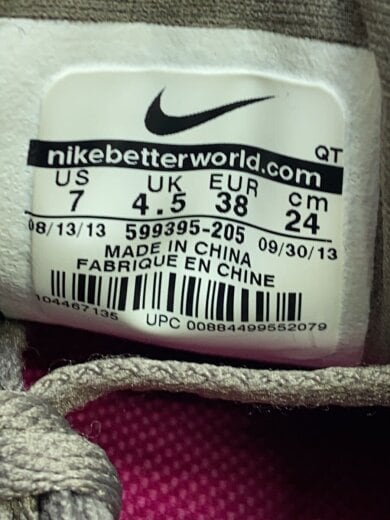 QT
nikebetterworld.com
US UK EUR cm
7 4.5 38 24
08/13/13 599395-205 09/30/13
MADE IN CHINA
FABRIQUE EN CHINE
104467135 UPC 00884499552079